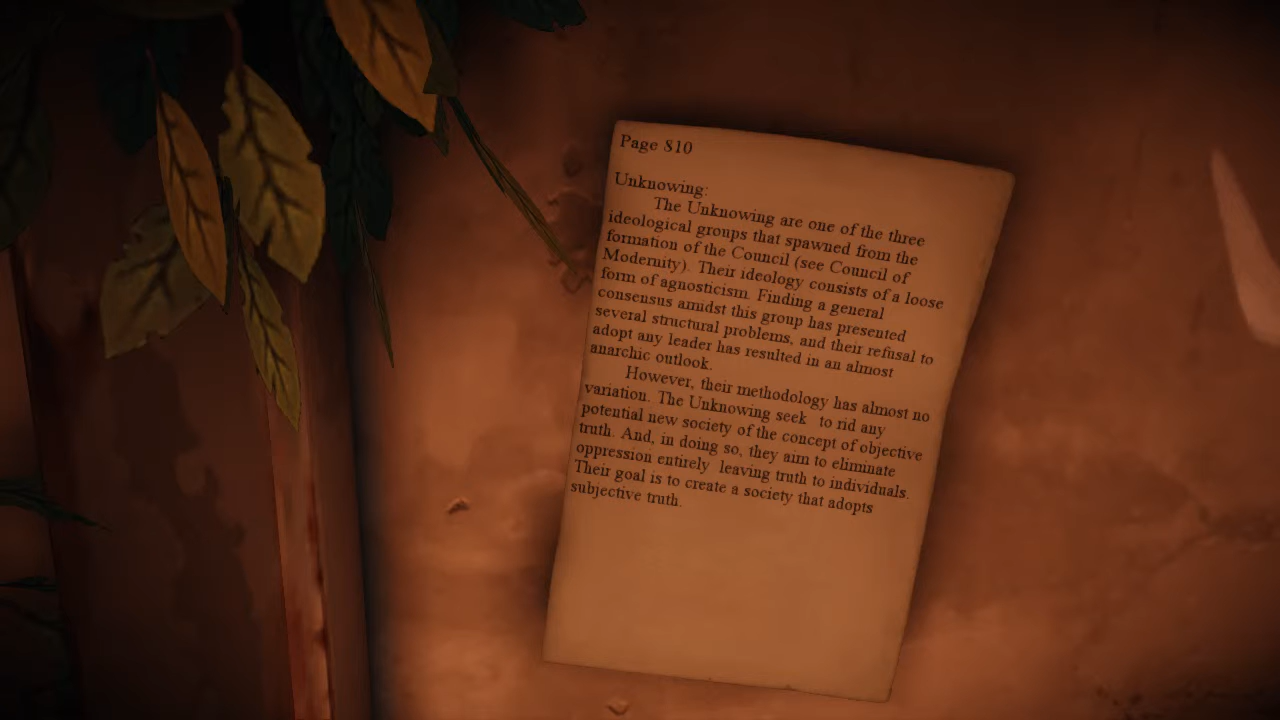 Page 810
Unknowing:
The Unknowing are one of the three
ideological groups that spawned from the
formation of the Council (see Council of
Modernity). Their ideology consists of a loose
form of agnosticism. Finding a general
consensus amidst this group has presented
several structural problems, and their refusal to
adopt any leader has resulted in an almost
anarchic outlook.
However, their methodology has almost no
variation. The Unknowing seek to rid any
potential new society of the concept of objective
truth. And, in doing so, they aim to eliminate
oppression entirely leaving truth to individuals.
Their goal is to create a society that adopts
subjective truth.